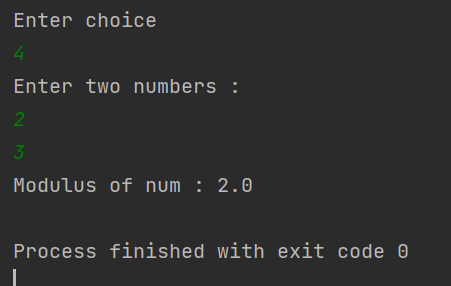 Enter choice
4
Enter two numbers :
2
3
Modulus of num : 2.0
Process finished with exit code 0